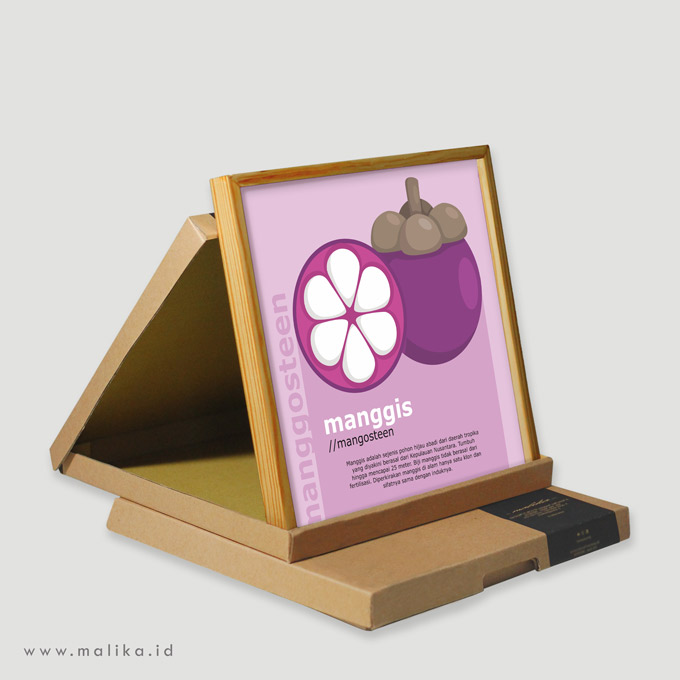 manggosteen
manggis
//mangosteen
Manggis adalah sejenis pohon hijau abadi dari daerah tropika
yang diyakini berasal dari Kepulauan Nusantara. Tumbuh
hingga mencapai 25 meter. Biji manggis tidak berasal dari
fertilisasi. Diperkirakan manggis di alam hanya satu klon dan
sifatnya sama dengan induknya.
www.malika.id